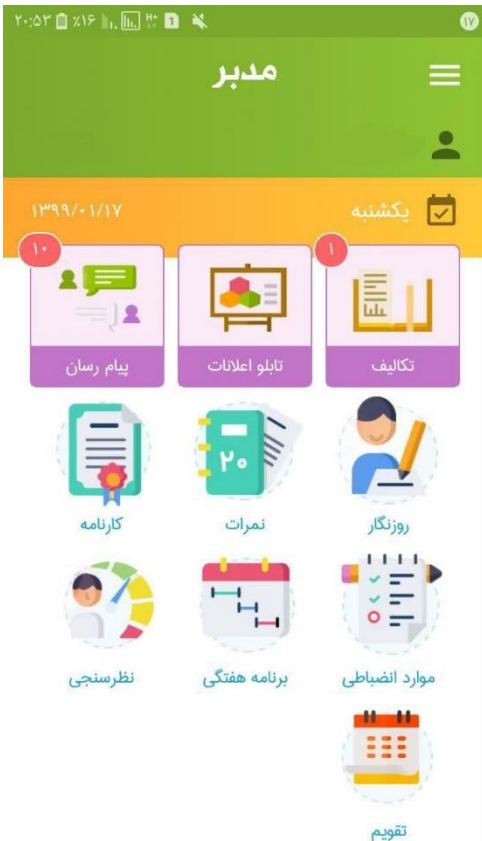 ۲۰:۵۳ ٪۱۶ H+ 1 ۱۷
مدبر
یکشنبه ۱۳۹۹/۰۱/۱۷
۱ ۱۰
تکالیف تابلو اعلانات پیام رسان
۲۰
روزنگار نمرات کارنامه
موارد انضباطی برنامه هفتگی نظرسنجی
تقویم